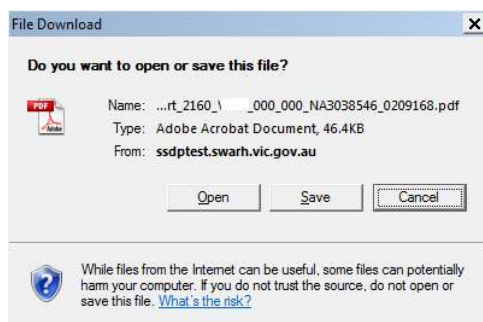 File Download
Do you want to open or save this file?
PDF
Adobe
Name: ...rt_2160_\ _000_000_NA3038546_0209168.pdf
Type: Adobe Acrobat Document, 46.4KB
From: ssdptest.swarh.vic.gov.au
Open Save Cancel
While files from the Internet can be useful, some files can potentially
harm your computer. If you do not trust the source, do not open or
save this file. What's the risk?